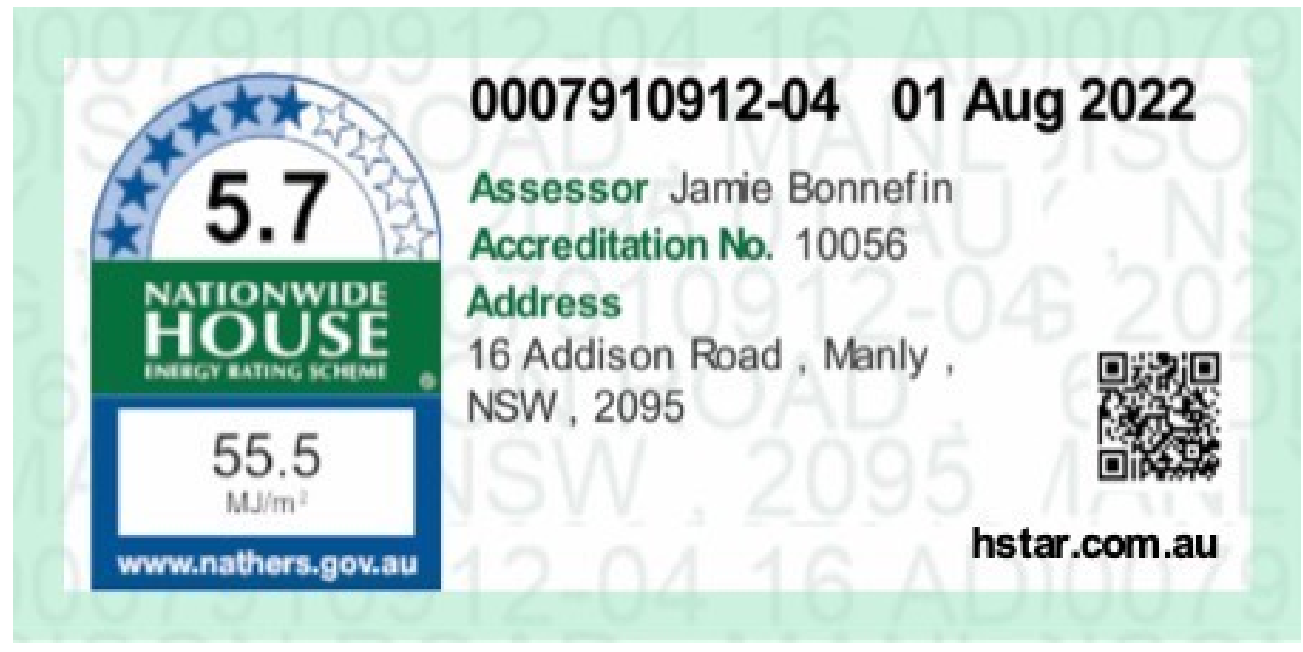 0007910912-04 01 Aug 2022
5.7
NATIONWIDE
HOUSE
ENERGY RATING SCHEME
55.5
MJ/m²
www.nathers.gov.au
Assessor Jamie Bonnefin
Accreditation No. 10056
Address
16 Addison Road , Manly ,
NSW , 2095
hstar.com.au